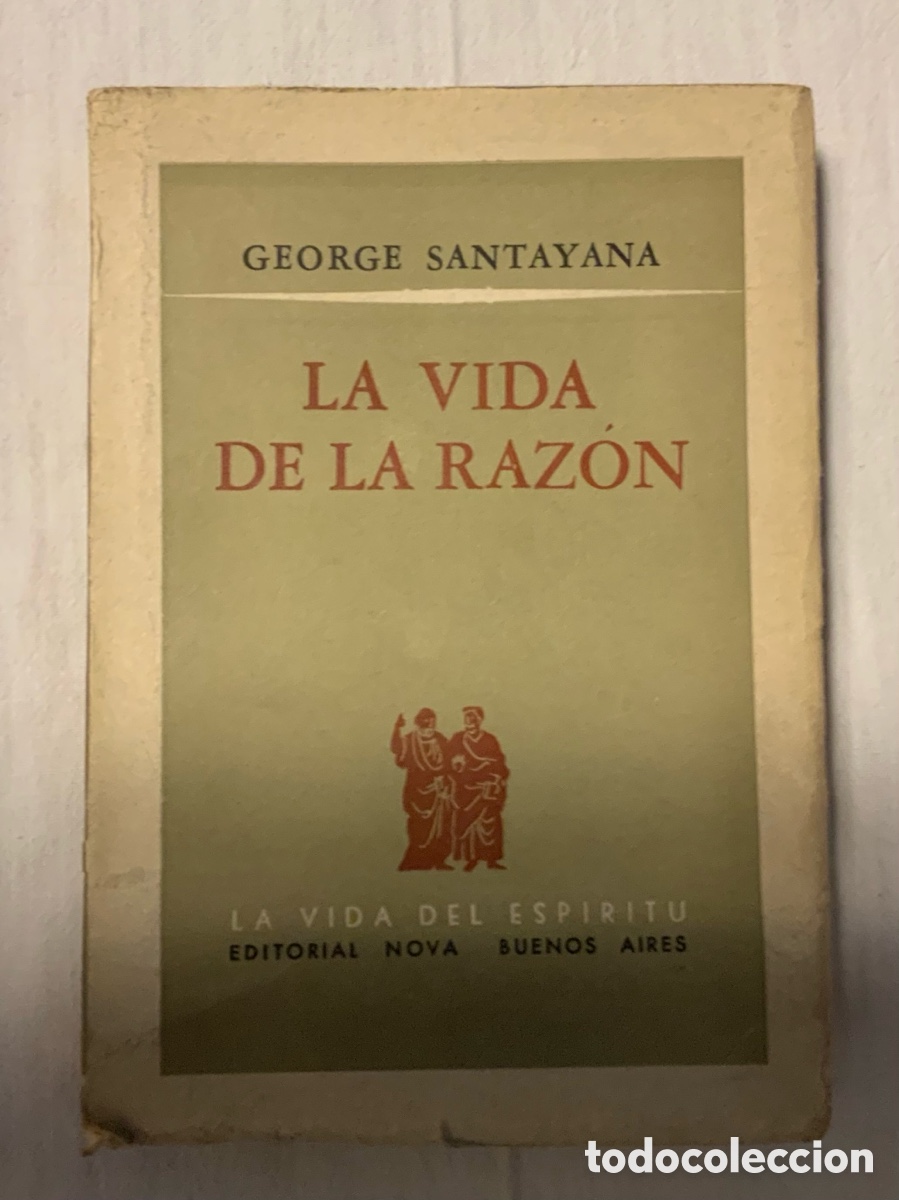 GEORGE SANTAYANA
LA VIDA
DE LA RAZÓN
LA VIDA DEL ESPIRITU
EDITORIAL NOVA BUENOS AIRES
todocoleccion